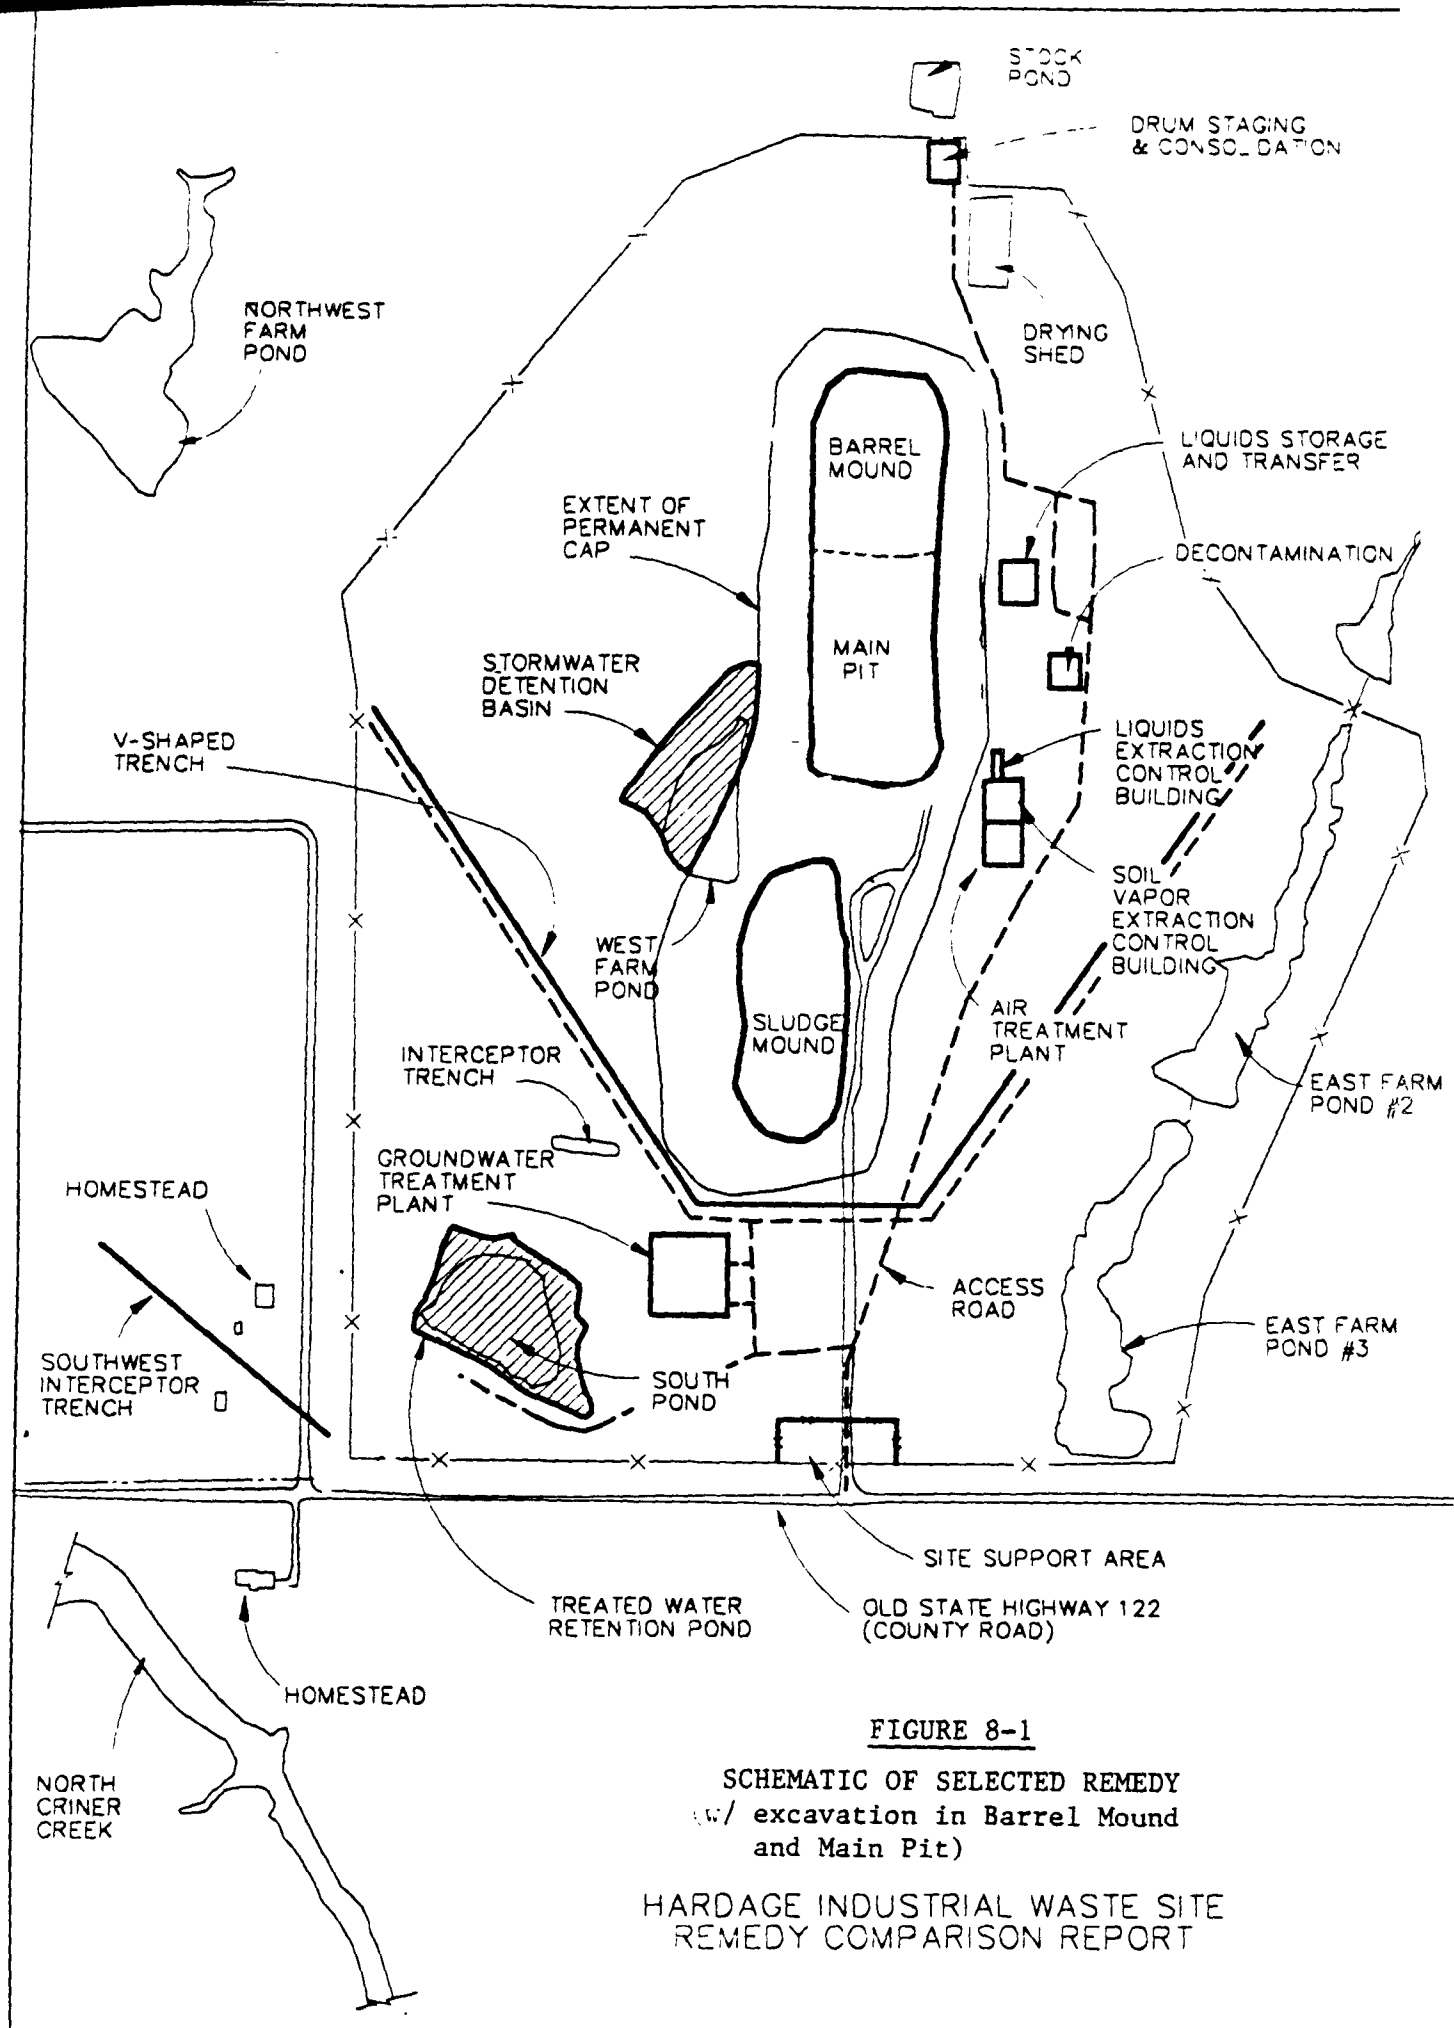 STOCK
POND
DRUM STAGING
& CONSOLIDATION
NORTHWEST
FARM
POND
DRYING
SHED
BARREL
MOUND
LIQUIDS STORAGE
AND TRANSFER
EXTENT OF
PERMANENT
CAP
DECONTAMINATION
MAIN
PIT
STORMWATER
DETENTION
BASIN
V-SHAPED
TRENCH
LIQUIDS
EXTRACTION
CONTROL
BUILDING
SOIL
VAPOR
EXTRACTION
CONTROL
BUILDING
WEST
FARM
POND
SLUDGE
MOUND
AIR
TREATMENT
PLANT
INTERCEPTOR
TRENCH
EAST FARM
POND #2
GROUNDWATER
TREATMENT
PLANT
HOMESTEAD
ACCESS
ROAD
EAST FARM
POND #3
SOUTHWEST
INTERCEPTOR
TRENCH
SOUTH
POND
SITE SUPPORT AREA
TREATED WATER
RETENTION POND
OLD STATE HIGHWAY 122
(COUNTY ROAD)
HOMESTEAD
NORTH
CRINER
CREEK
FIGURE 8-1
SCHEMATIC OF SELECTED REMEDY
(w/ excavation in Barrel Mound
and Main Pit)
HARDAGE INDUSTRIAL WASTE SITE
REMEDY COMPARISON REPORT